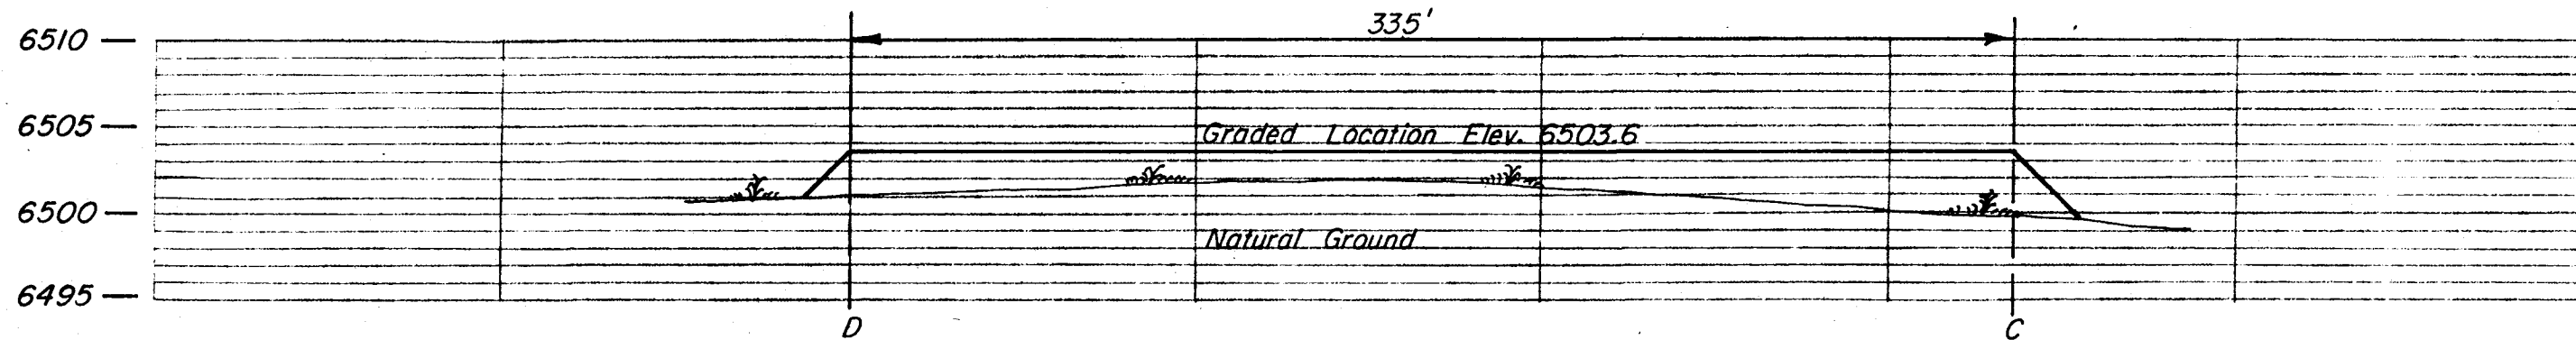 335'
6510
6505
Graded Location Elev. 6503.6
6500
Natural Ground
6495
D
C